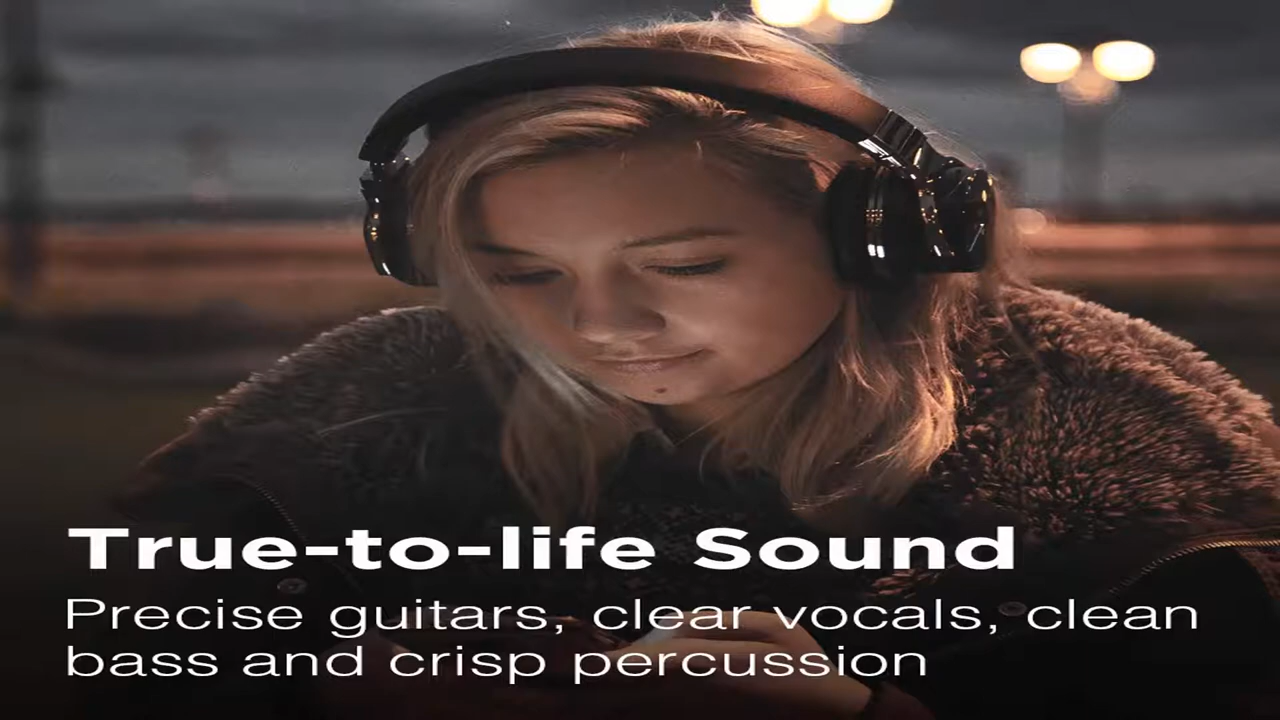 True-to-life Sound
Precise guitars, clear vocals, clean
bass and crisp percussion